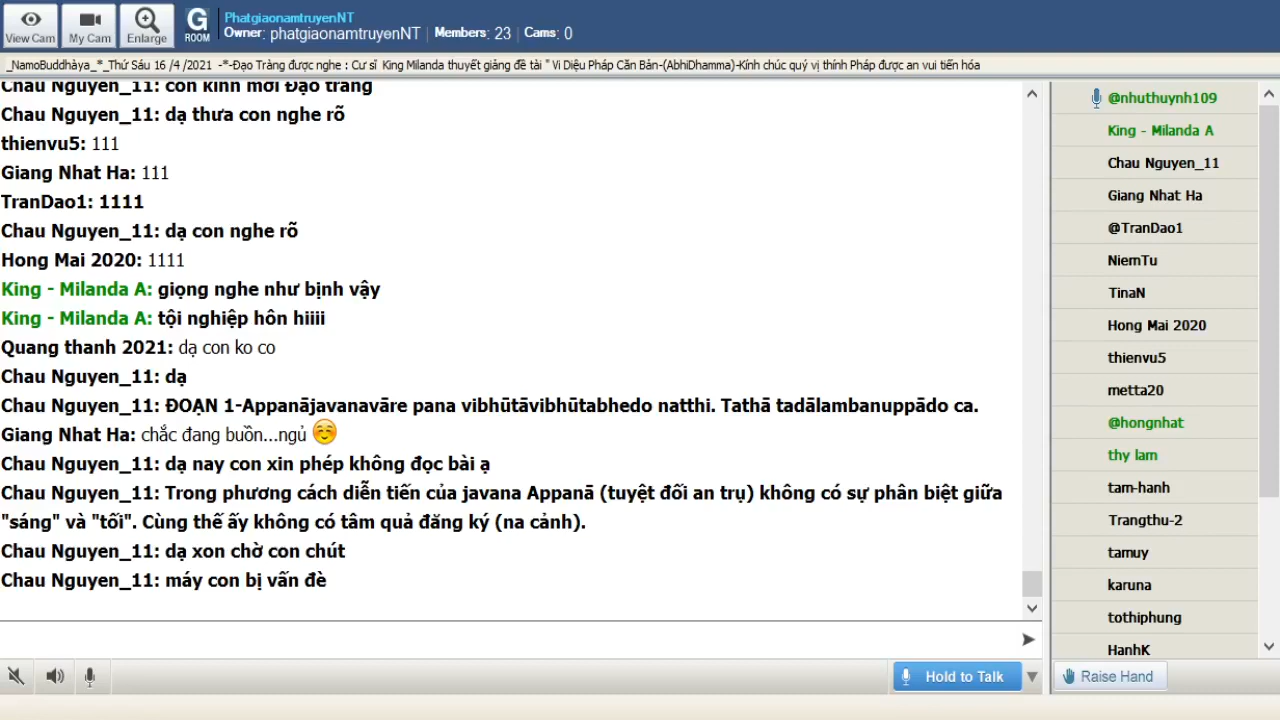 View Cam
My Cam
Enlarge
G
ROOM
PhatgiaonamtruyenNT
Owner: phatgiaonamtruyenNT | Members: 23 | Cams: 0
_NamoBuddhàya_*_Thứ Sáu 16 /4 /2021 -*-Đạo Tràng được nghe : Cư sĩ King Milanda thuyết giảng đề tài " Vi Diệu Pháp Căn Bản-(AbhiDhamma)-Kính chúc quý vị thính Pháp được an vui tiến hóa
Chau Nguyen_11: con kính mời Đạo tràng
Chau Nguyen_11: dạ thưa con nghe rõ
thienvu5: 111
Giang Nhat Ha: 111
TranDao1: 1111
Chau Nguyen_11: dạ con nghe rõ
Hong Mai 2020: 1111
King - Milanda A: giọng nghe như bịnh vậy
King - Milanda A: tội nghiệp hôn hiiii
Quang thanh 2021: dạ con ko co
Chau Nguyen_11: dạ
Chau Nguyen_11: ĐOẠN 1-Appanājavanavāre pana vibhūtāvibhūtabhedo natthi. Tathā tadālambanuppādo ca.
Giang Nhat Ha: chắc đang buồn...ngủ
Chau Nguyen_11: dạ nay con xin phép không đọc bài ạ
Chau Nguyen_11: Trong phương cách diễn tiến của javana Appanā (tuyệt đối an trụ) không có sự phân biệt giữa
"sáng" và "tối". Cùng thế ấy không có tâm quả đăng ký (na cảnh).
Chau Nguyen_11: dạ xon chờ con chút
Chau Nguyen_11: máy con bị vấn đè
@nhuthuynh109
King - Milanda A
Chau Nguyen_11
Giang Nhat Ha
@TranDao1
NiemTu
TinaN
Hong Mai 2020
thienvu5
metta20
@hongnhat
thy lam
tam-hanh
Trangthu-2
tamuy
karuna
tothiphung
HanhK
Hold to Talk
Raise Hand